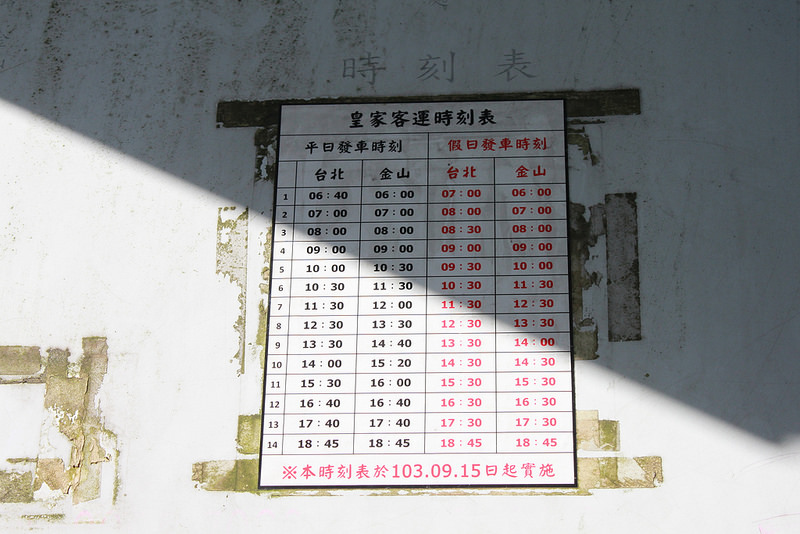 時刻表
皇家客運時刻表
平日發車時刻 假日發車時刻
台北 金山 台北 金山
1 06:40 06:00 07:00 06:00
2 07:00 07:00 08:00 07:00
3 08:00 08:00 08:30 08:00
4 09:00 09:00 09:00 09:00
5 10:00 10:30 09:30 10:00
6 10:30 11:30 10:30 11:30
7 11:30 12:00 11:30 12:30
8 12:30 13:30 12:30 13:30
9 13:30 14:40 13:30 14:00
10 14:00 15:20 14:30 14:30
11 15:30 16:00 15:30 15:30
12 16:40 16:40 16:30 16:30
13 17:40 17:40 17:30 17:30
14 18:45 18:45 18:45 18:45
※本時刻表於103.09.15日起實施